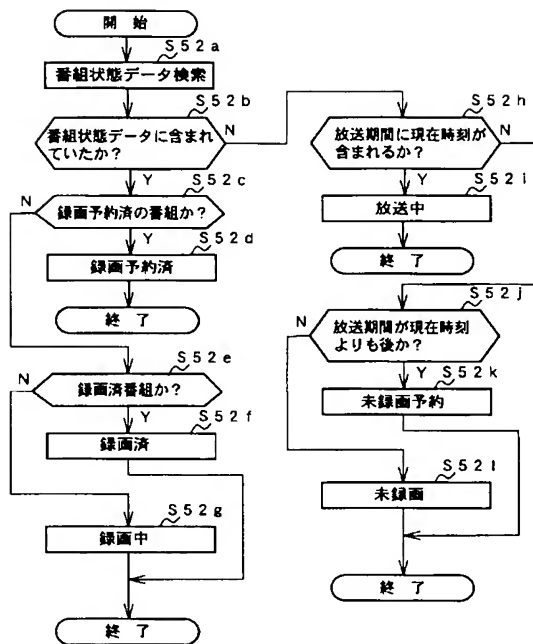 開 始
S52a
番組状態データ検索
S52b
番組状態データに含まれ
ていたか？
N
Y
S52c
N
録画予約済の番組か？
Y
S52d
録画予約済
終 了
S52e
N
録画済番組か？
Y
S52f
録画済
S52g
録画中
終 了
S52h
放送期間に現在時刻が
含まれるか？
N
Y
S52i
放送中
終 了
S52j
N
放送期間が現在時刻
よりも後か？
Y
S52k
未録画予約
S52l
未録画
終 了